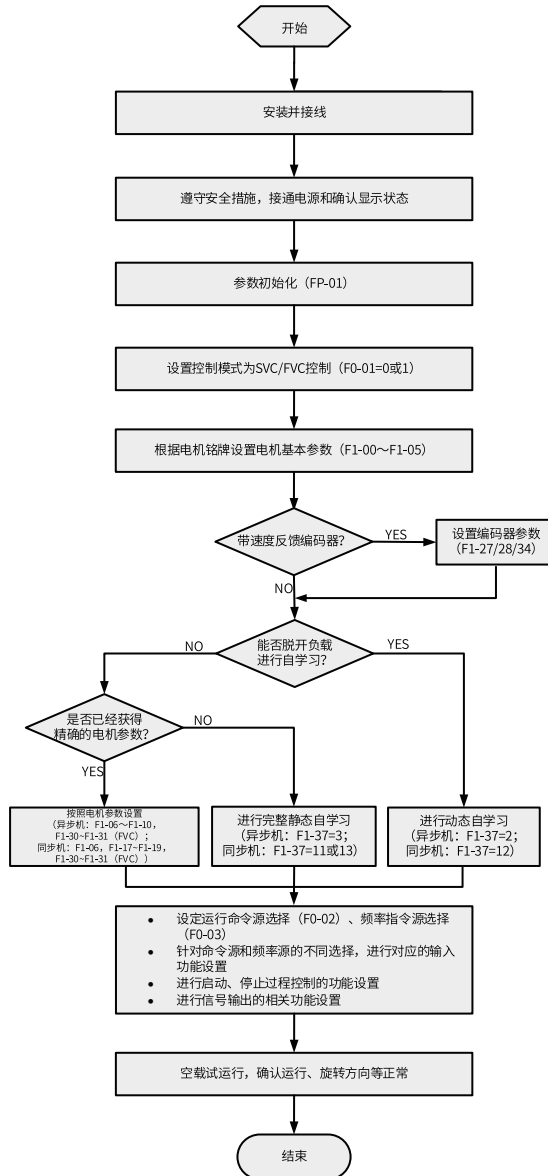 开始
安装并接线
遵守安全措施，接通电源和确认显示状态
参数初始化（FP-01）
设置控制模式为SVC/FVC控制（F0-01=0或1）
根据电机铭牌设置电机基本参数（F1-00～F1-05）
带速度反馈编码器？
YES
设置编码器参数
（F1-27/28/34）
NO
能否脱开负载
进行自学习？
NO
YES
是否已经获得
精确的电机参数？
NO
YES
按照电机参数设置
（异步机：F1-06～F1-10，
F1-30~F1-31（FVC）；
同步机：F1-06，F1-17~F1-19，
F1-30~F1-31（FVC））
进行完整静态自学习
（异步机：F1-37=3；
同步机：F1-37=11或13）
进行动态自学习
（异步机：F1-37=2；
同步机：F1-37=12）
• 设定运行命令源选择（F0-02）、频率指令源选择
（F0-03）
• 针对命令源和频率源的不同选择，进行对应的输入
功能设置
• 进行启动、停止过程控制的功能设置
• 进行信号输出的相关功能设置
空载试运行，确认运行、旋转方向等正常
结束